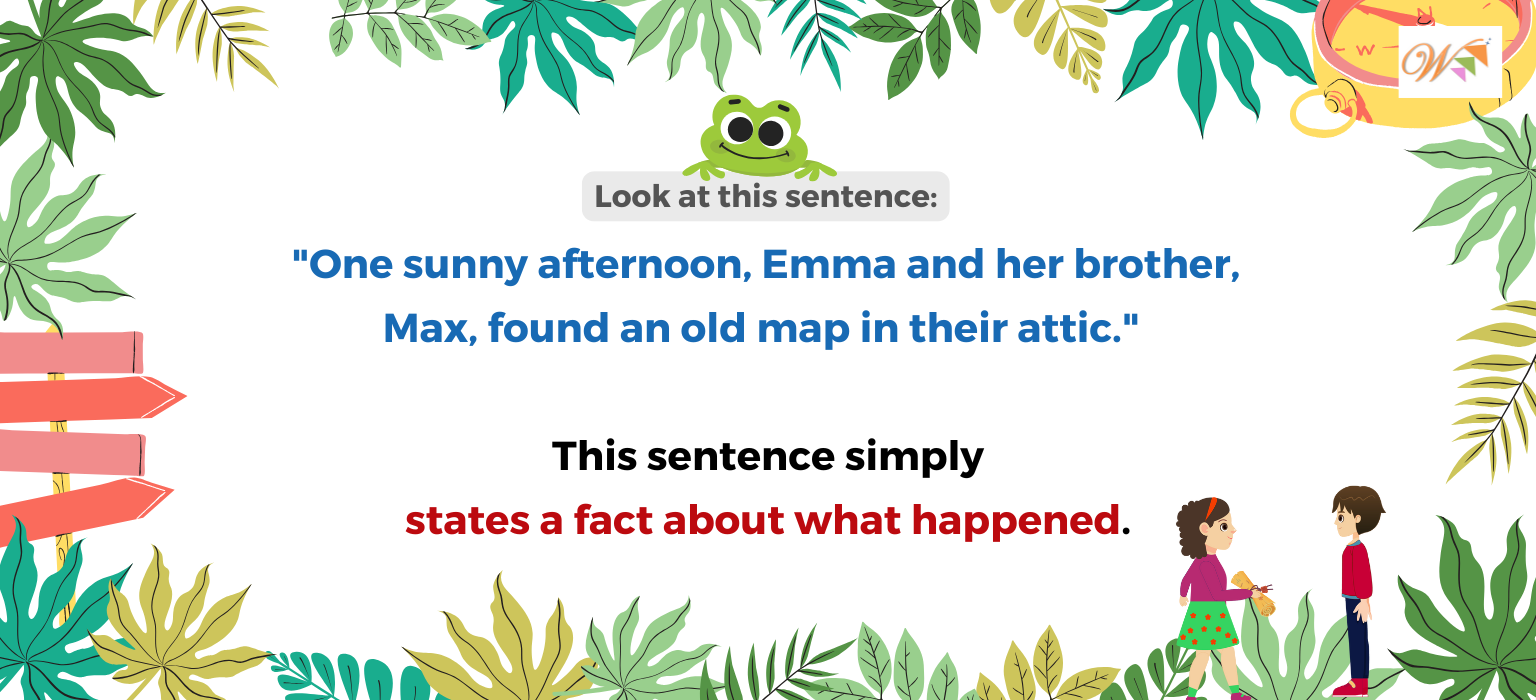 N
W
W
Look at this sentence:
"One sunny afternoon, Emma and her brother,
Max, found an old map in their attic."
This sentence simply
states a fact about what happened.